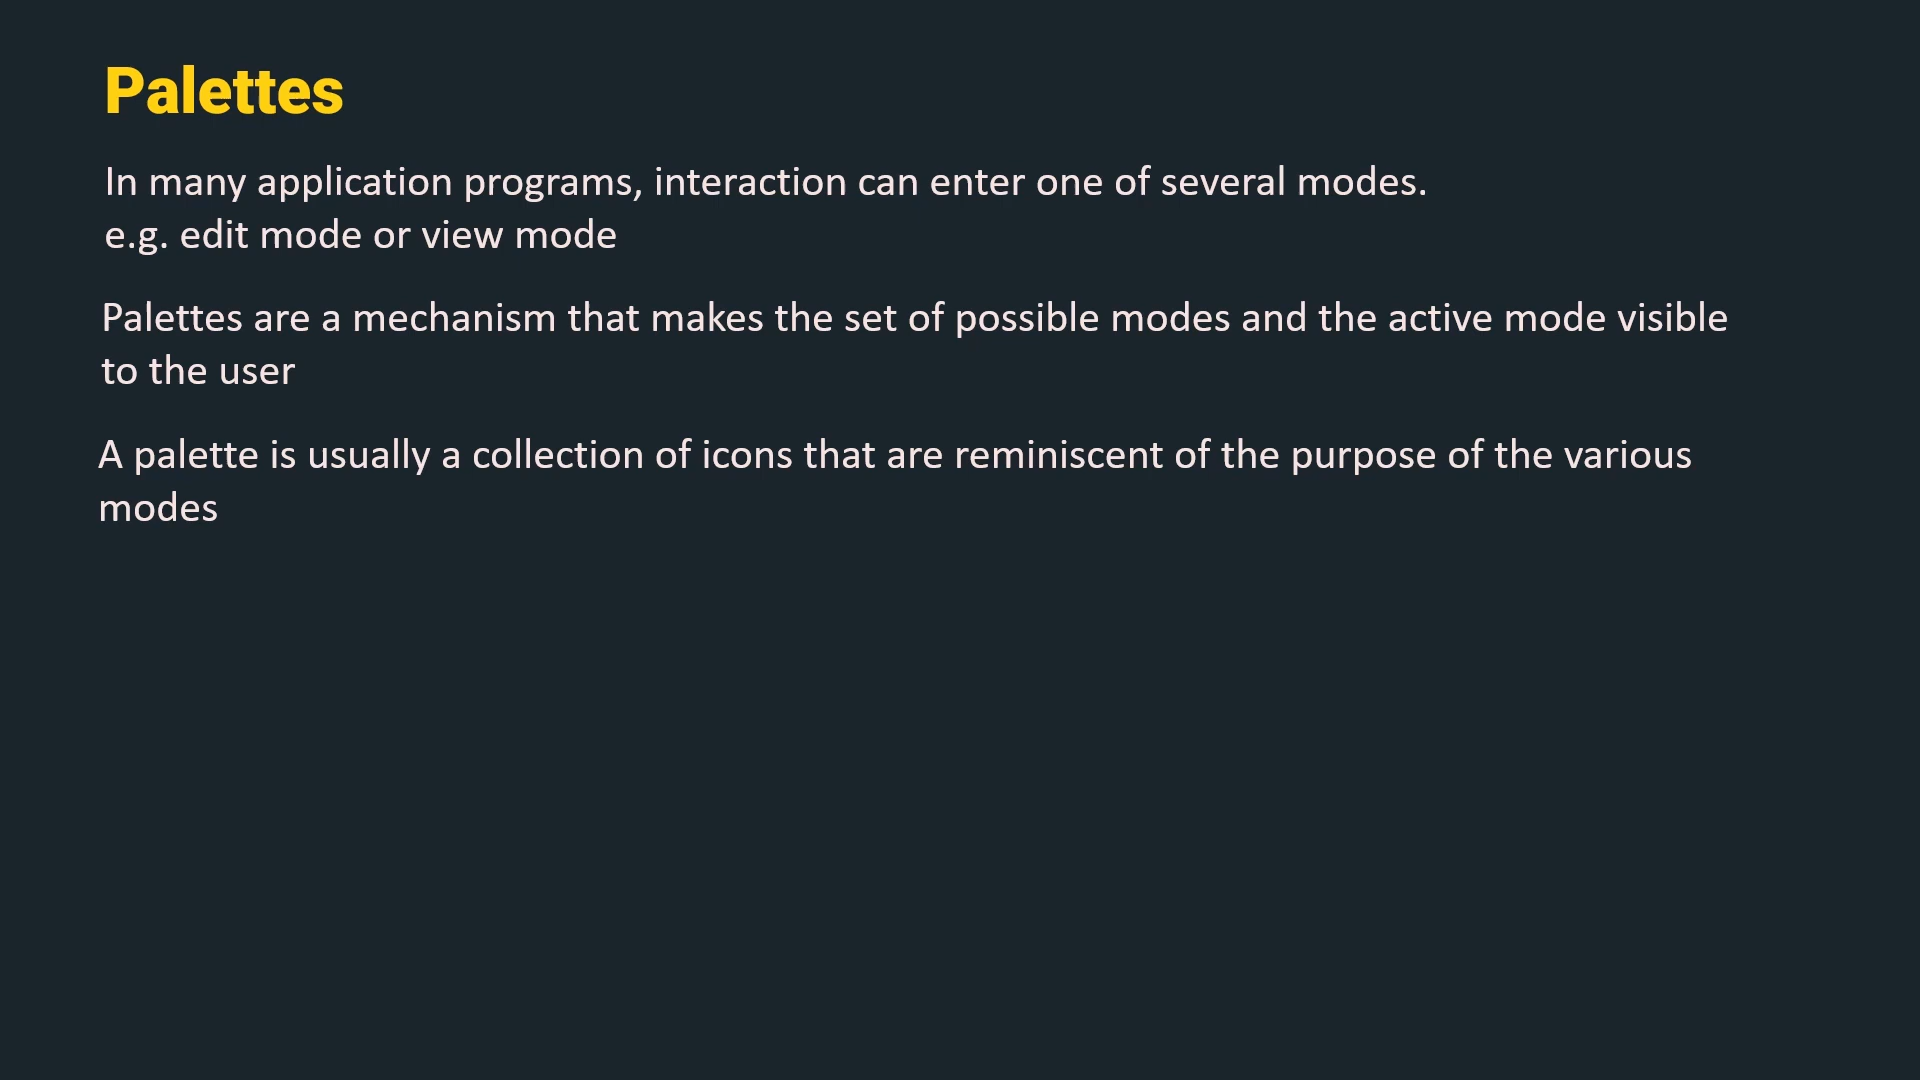 Palettes
In many application programs, interaction can enter one of several modes.
e.g. edit mode or view mode
Palettes are a mechanism that makes the set of possible modes and the active mode visible
to the user
A palette is usually a collection of icons that are reminiscent of the purpose of the various
modes